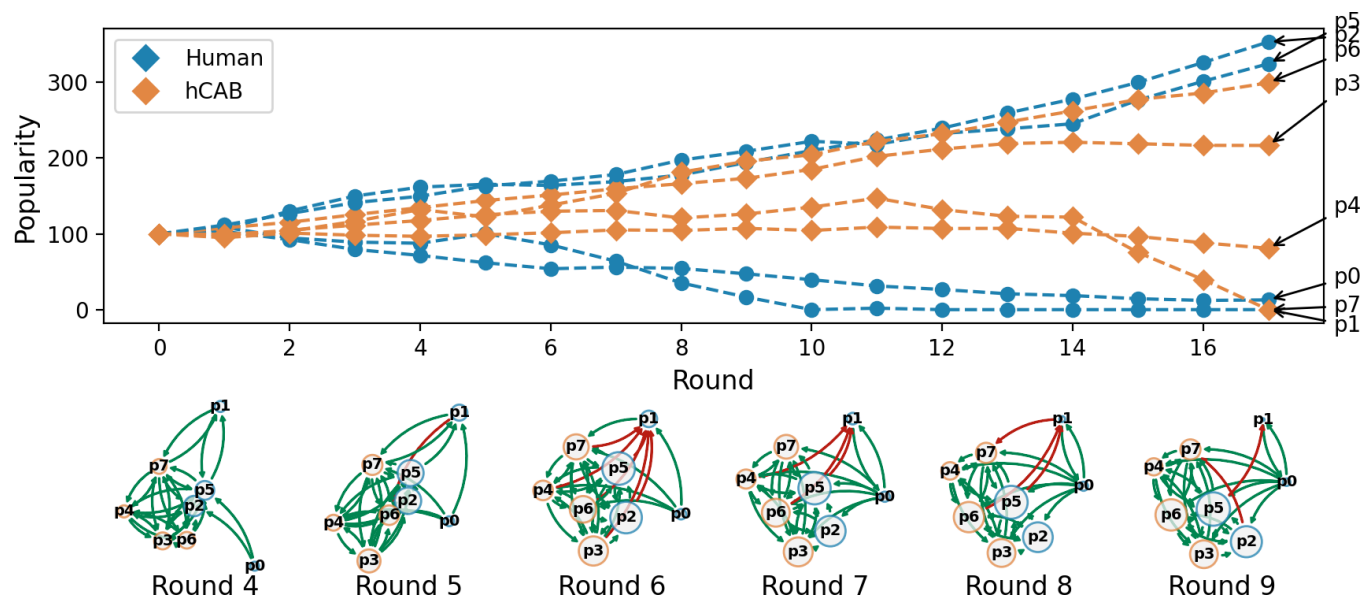 Popularity
300
200
100
0
Human
hCAB
p5
p2
p6
p3
p4
p0
p7
p1
0 2 4 6 8 10 12 14 16
Round
p1
p7
p5
p2
p4
p3 p6
p0
Round 4
p1
p7
p5
p2
p6
p4
p0
p3
Round 5
p1
p7
p5
p4
p6
p2
p0
p3
Round 6
p1
p7
p4
p5
p0
p6
p2
p3
Round 7
p1
p7
p4
p0
p5
p6
p2
p3
Round 8
p1
p7
p4
p0
p5
p6
p2
p3
Round 9